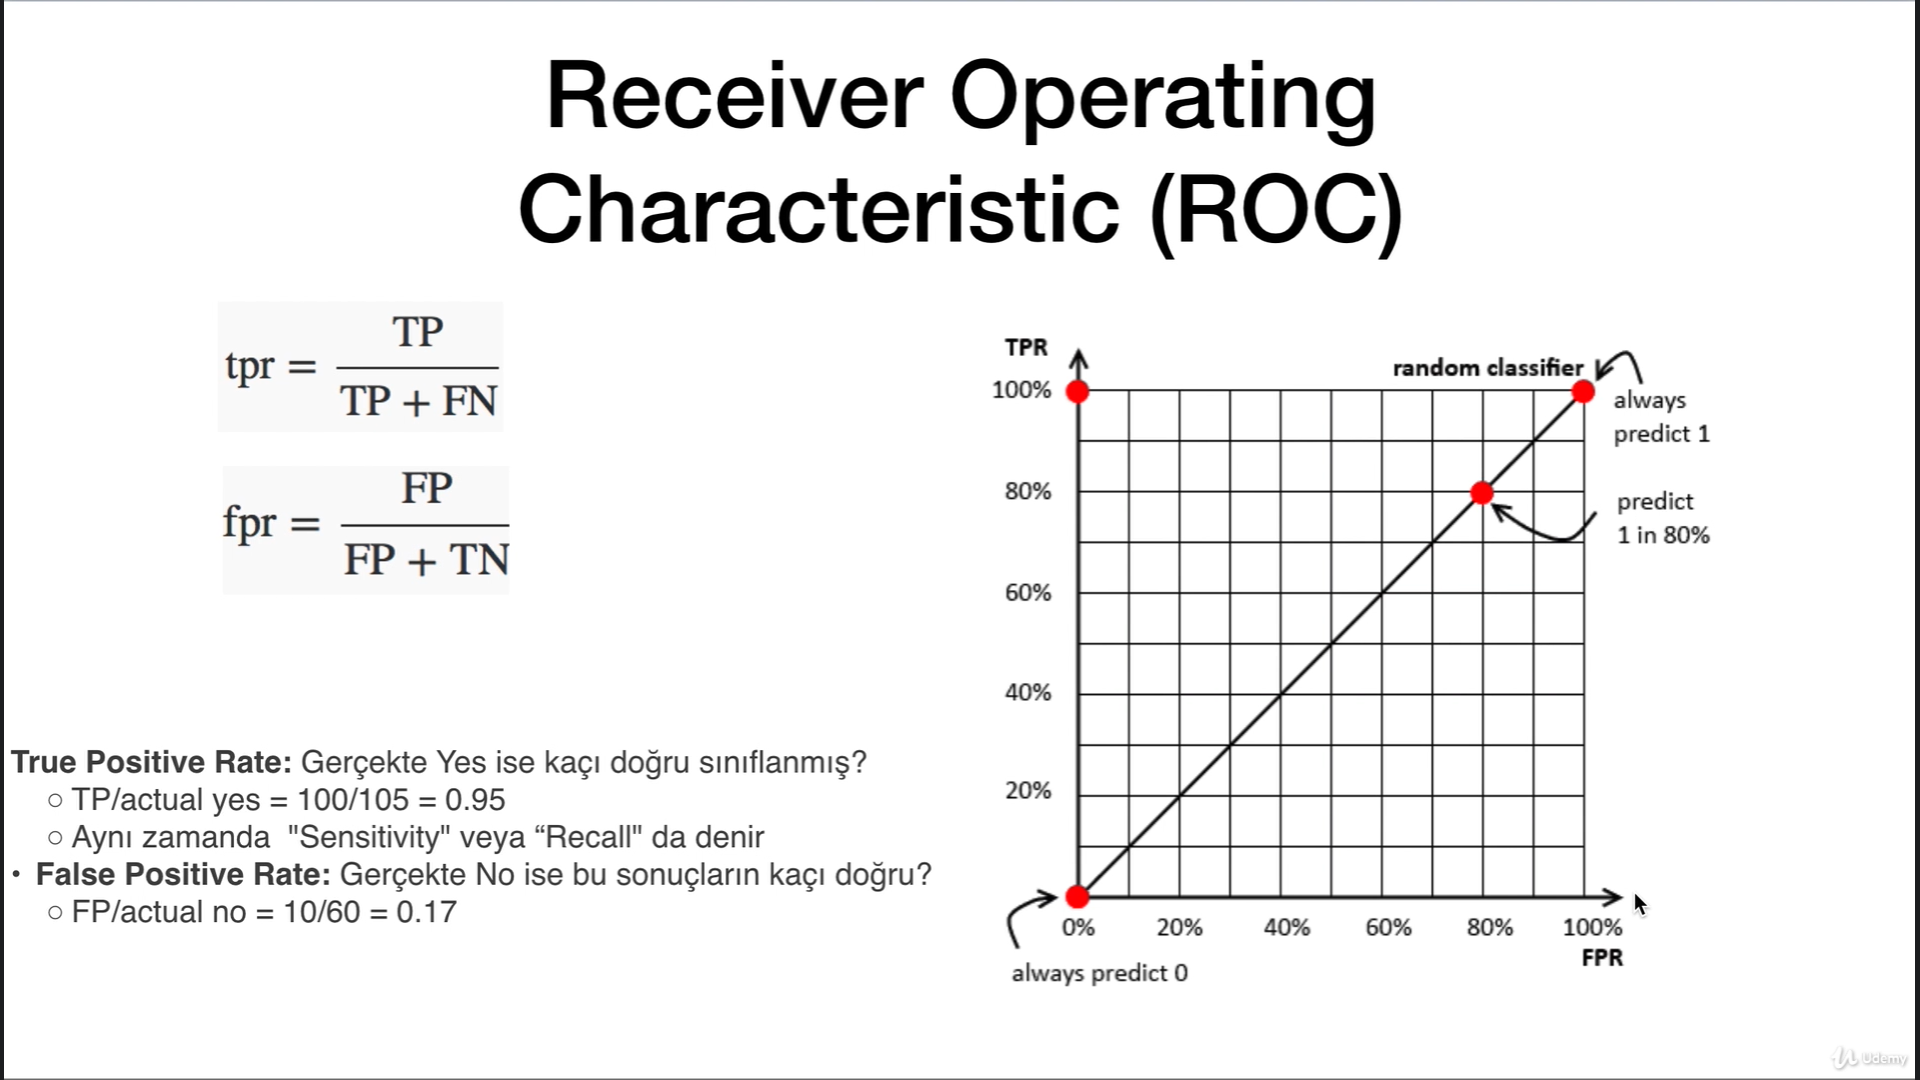 Receiver Operating
Characteristic (ROC)
tpr = TP / TP + FN
fpr = FP / FP + TN
True Positive Rate: Gerçekte Yes ise kaçı doğru sınıflanmış?
○ TP/actual yes = 100/105 = 0.95
○ Aynı zamanda "Sensitivity" veya “Recall" da denir
• False Positive Rate: Gerçekte No ise bu sonuçların kaçı doğru?
○ FP/actual no = 10/60 = 0.17
TPR
random classifier
100%
always
predict 1
80%
predict
1 in 80%
60%
40%
20%
0% 20% 40% 60% 80% 100%
FPR
always predict 0
Udemy